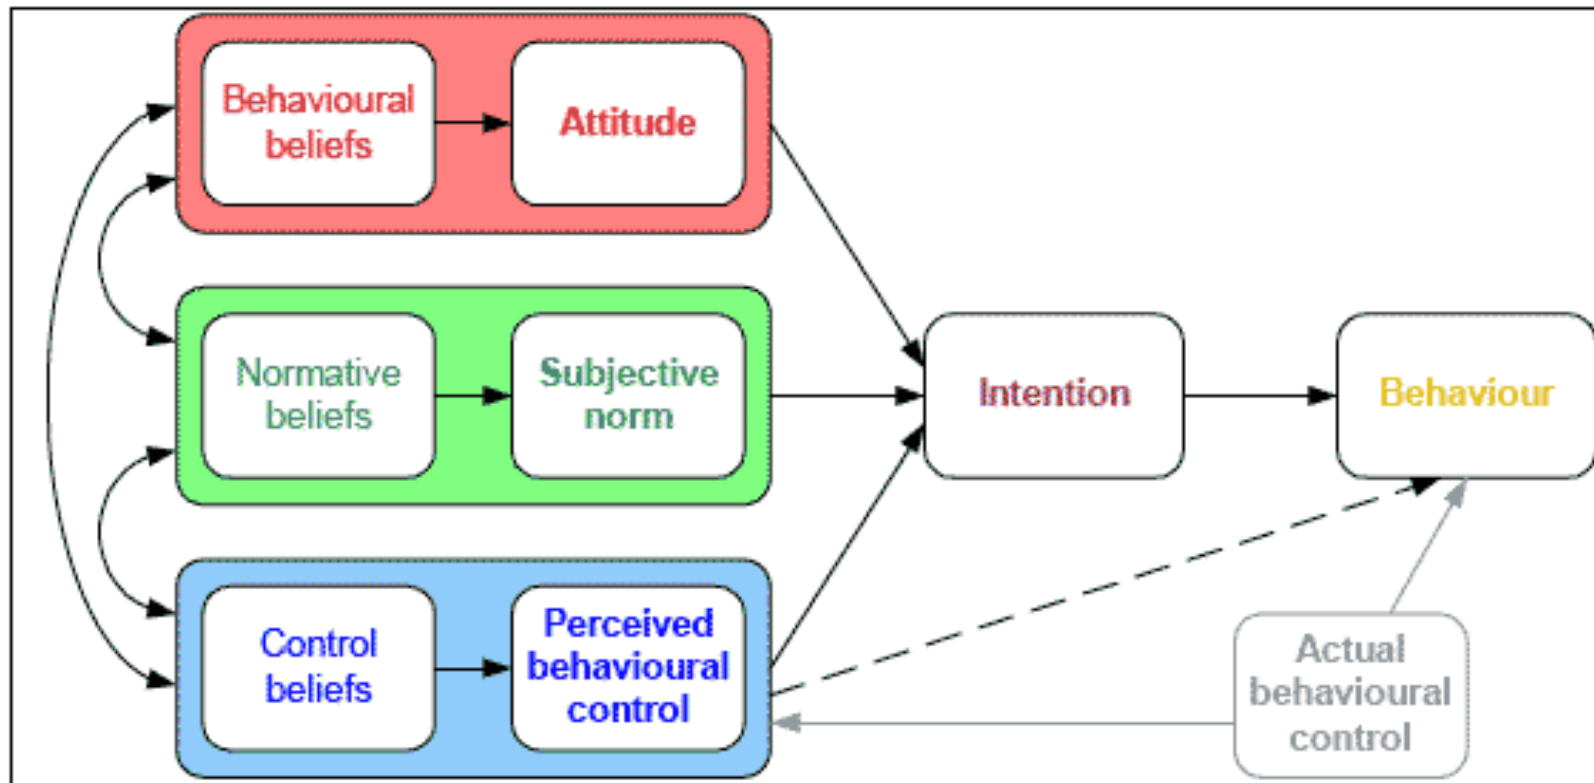 Behavioural
beliefs
Attitude
Normative
beliefs
Subjective
norm
Intention
Behaviour
Control
beliefs
Perceived
behavioural
control
Actual
behavioural
control